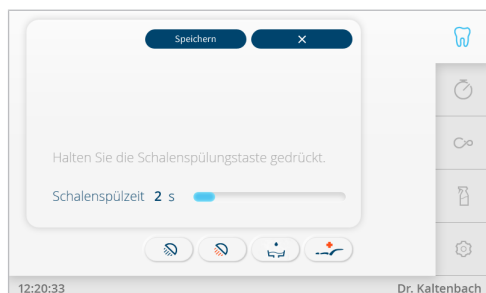 Speichern
Halten Sie die Schalenspülungstaste gedrückt.
Schalenspülzeit 2 s
12:20:33 Dr. Kaltenbach